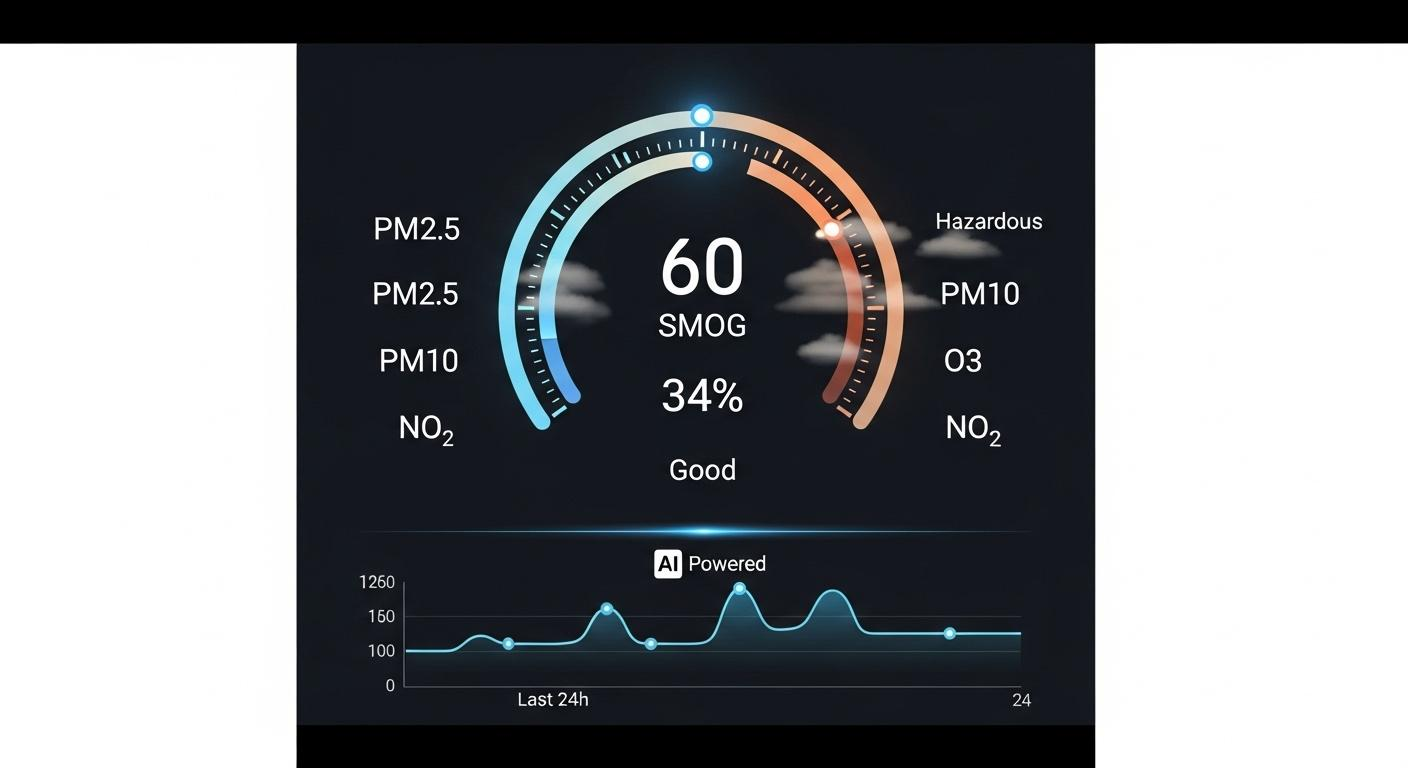 PM2.5
PM2.5
PM10
NO₂
60
SMOG
34%
Good
Hazardous
PM10
O3
NO₂
AI Powered
1260
150
100
0
Last 24h
24